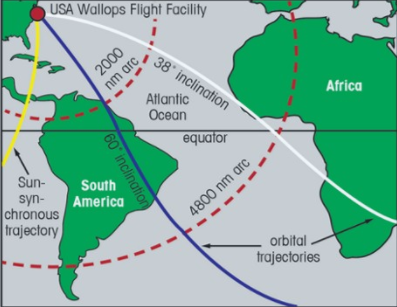 USA Wallops Flight Facility
2000
nm arc
38° inclination
Africa
Atlantic
Ocean
equator
60° inclination
Sun-
syn-
chronous
trajectory
South
America
4800 nm arc
orbital
trajectories